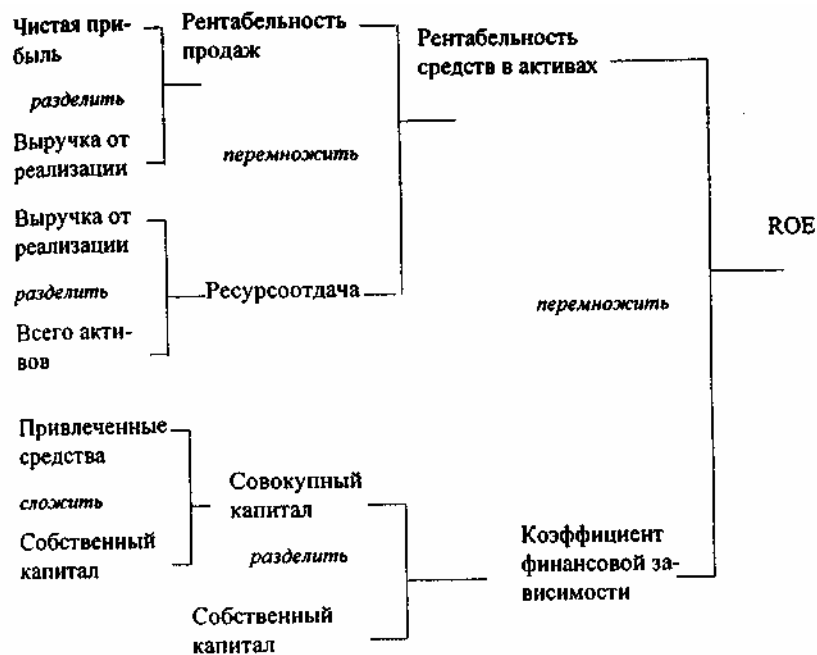 Чистая при-
быль
разделить
Выручка от
реализации
Рентабельность
продаж
перемножить
Рентабельность
средств в активах
Выручка от
реализации
разделить
Всего акти-
вов
Ресурсоотдача
перемножить
ROE
Привлеченные
средства
сложить
Собственный
капитал
Совокупный
капитал
разделить
Собственный
капитал
Коэффициент
финансовой за-
висимости